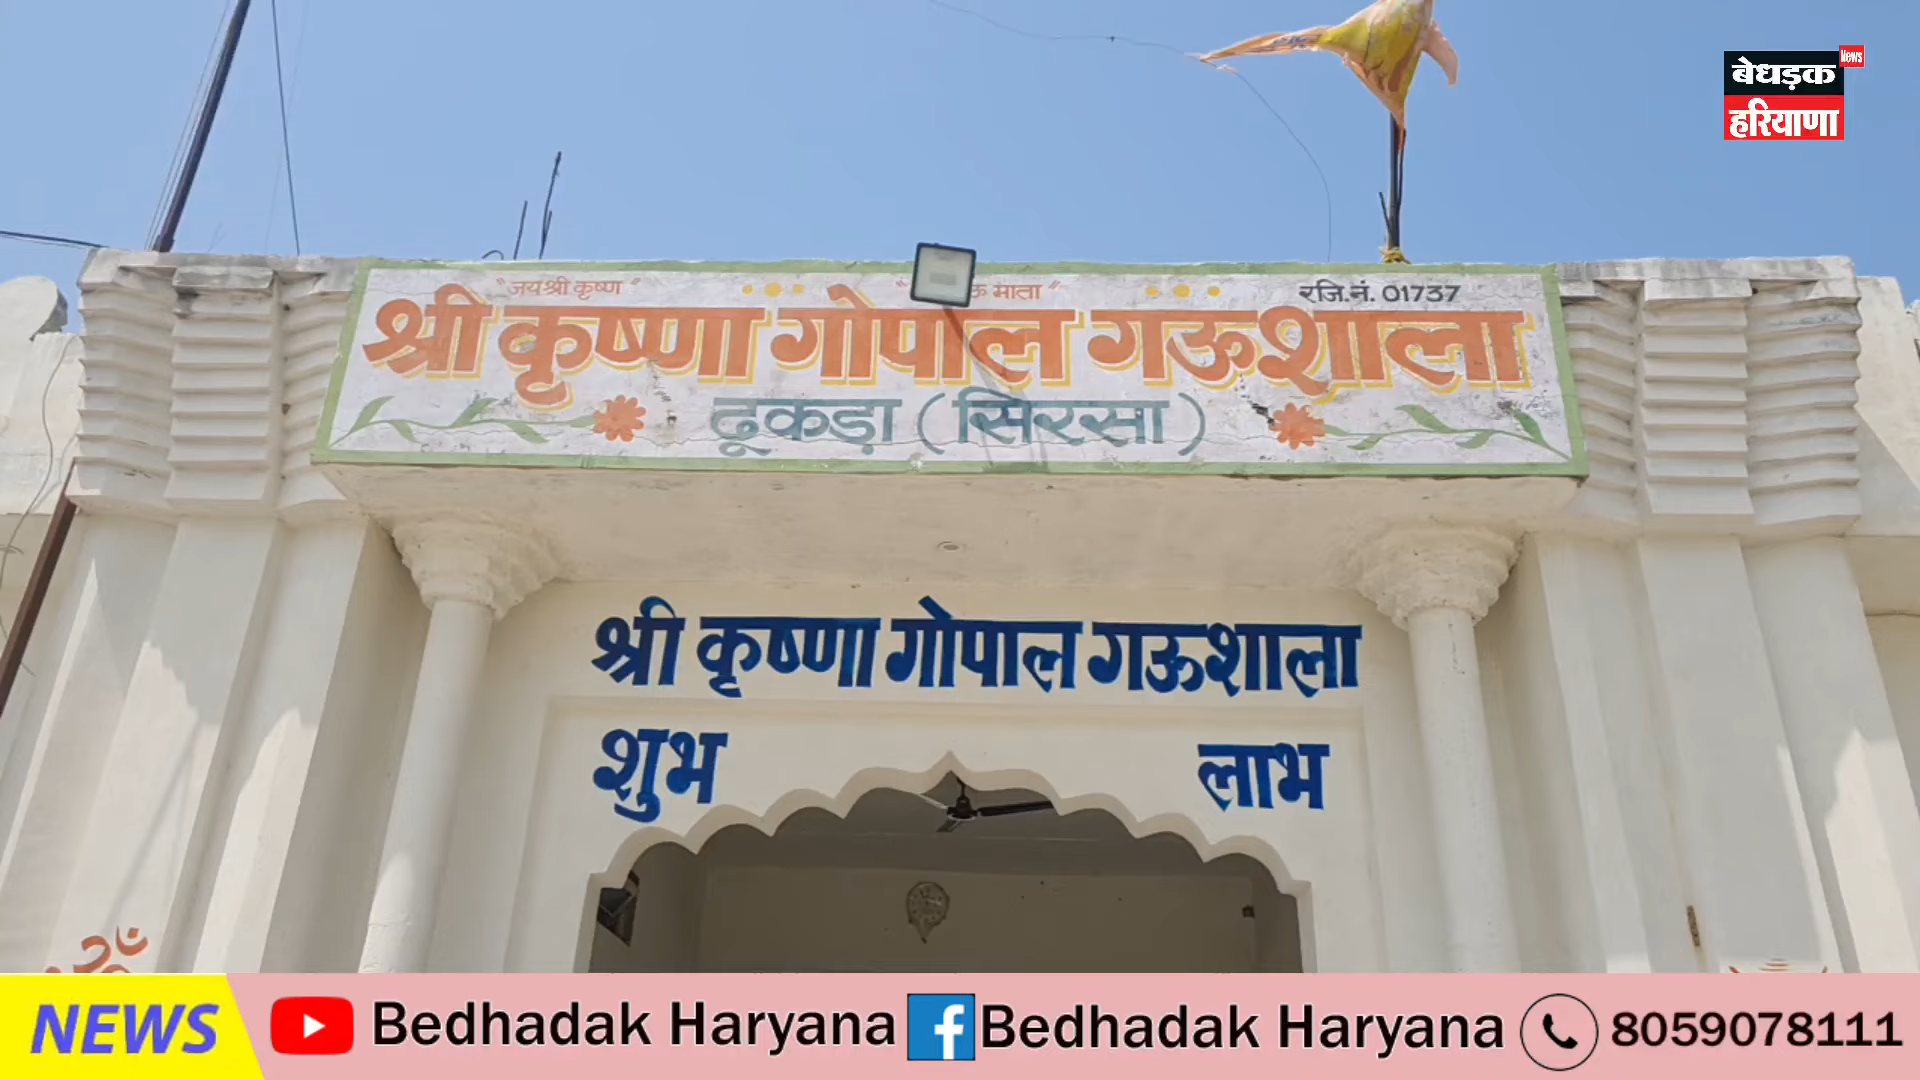 बेधड़क News
हरियाणा
"जय श्री कृष्ण" माता" रजि.नं. 01737
श्री कृष्णा गोपाल गऊशाला
ढूकड़ा (सिरसा)
श्री कृष्णा गोपाल गऊशाला
शुभ लाभ
ॐ
NEWS Bedhadak Haryana Bedhadak Haryana 8059078111